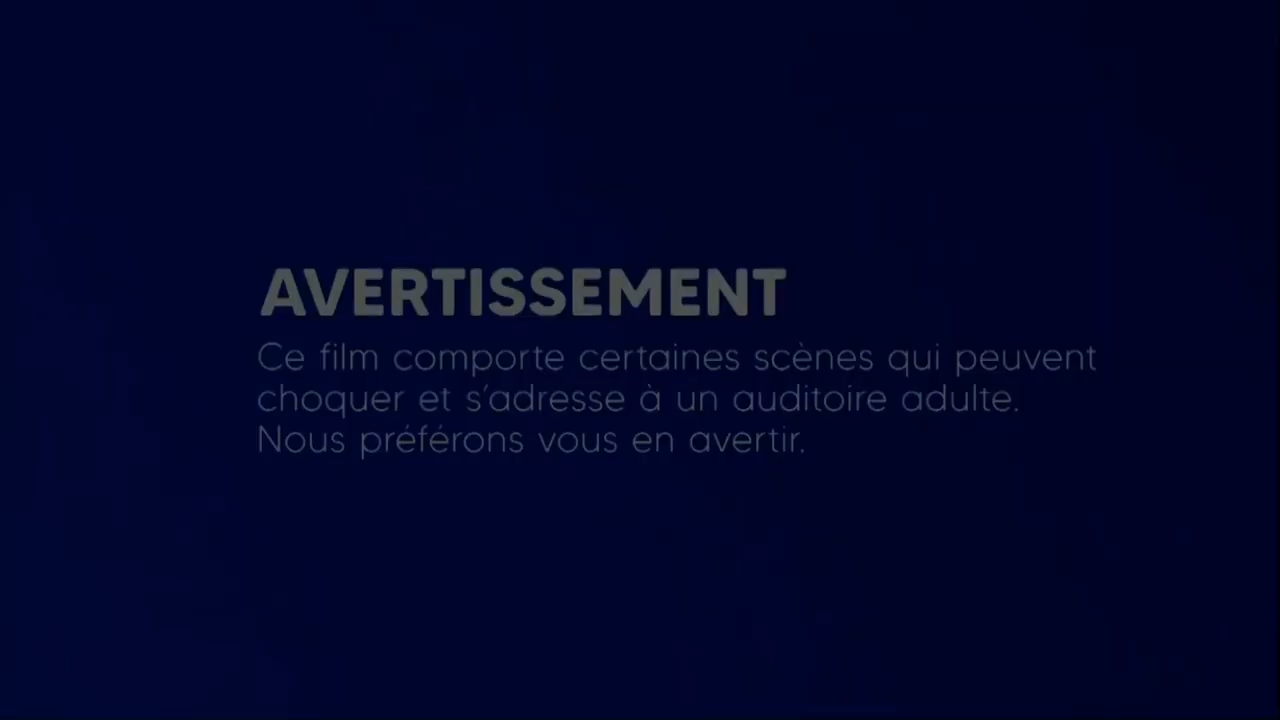 AVERTISSEMENT
Ce film comporte certaines scènes qui peuvent
choquer et s'adresse à un auditoire adulte.
Nous préférons vous en avertir.